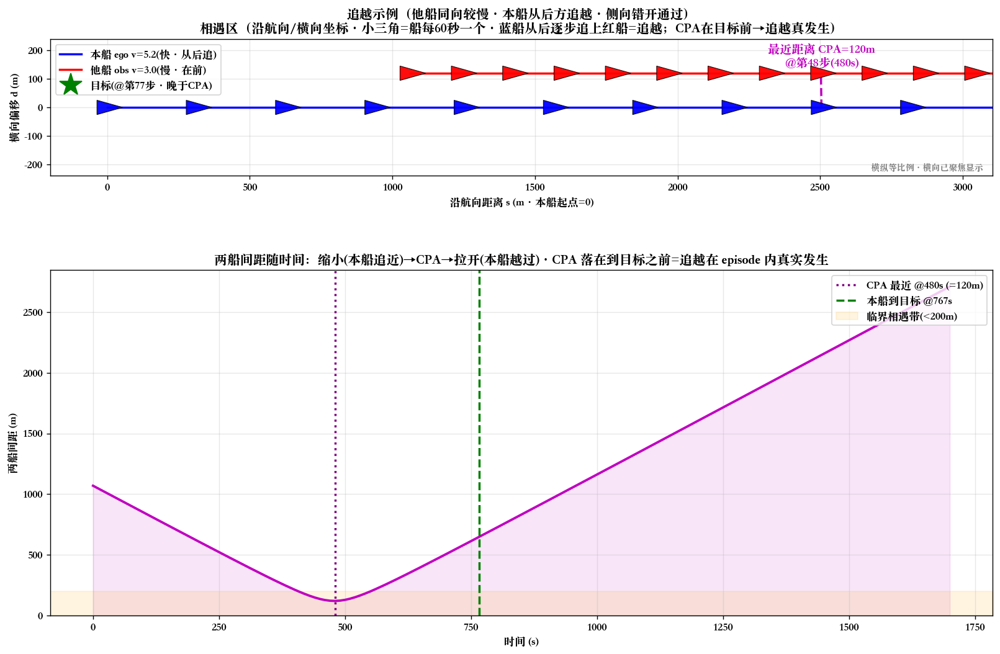 追越示例（他船同向较慢 · 本船从后方追越 · 侧向错开通过）
相遇区（沿航向/横向坐标 · 小三角=船每60秒一个 · 蓝船从后逐步追上红船=追越；CPA在目标前→追越真发生）
本船 ego v=5.2(快 · 从后追)
他船 obs v=3.0(慢 · 在前)
目标(@第77步 · 晚于CPA)
最近距离 CPA=120m
@第48步(480s)
横纵等比例 · 横向已聚焦显示
横向偏移 d (m)
200
100
0
-100
-200
0
500
1000
1500
2000
2500
3000
沿航向距离 s (m · 本船起点=0)
两船间距随时间：缩小(本船追近)→CPA→拉开(本船越过) · CPA 落在到目标之前=追越在 episode 内真实发生
CPA 最近 @480s (=120m)
本船到目标 @767s
临界相遇带(<200m)
两船间距 (m)
2500
2000
1500
1000
500
0
0
250
500
750
1000
1250
1500
1750
时间 (s)